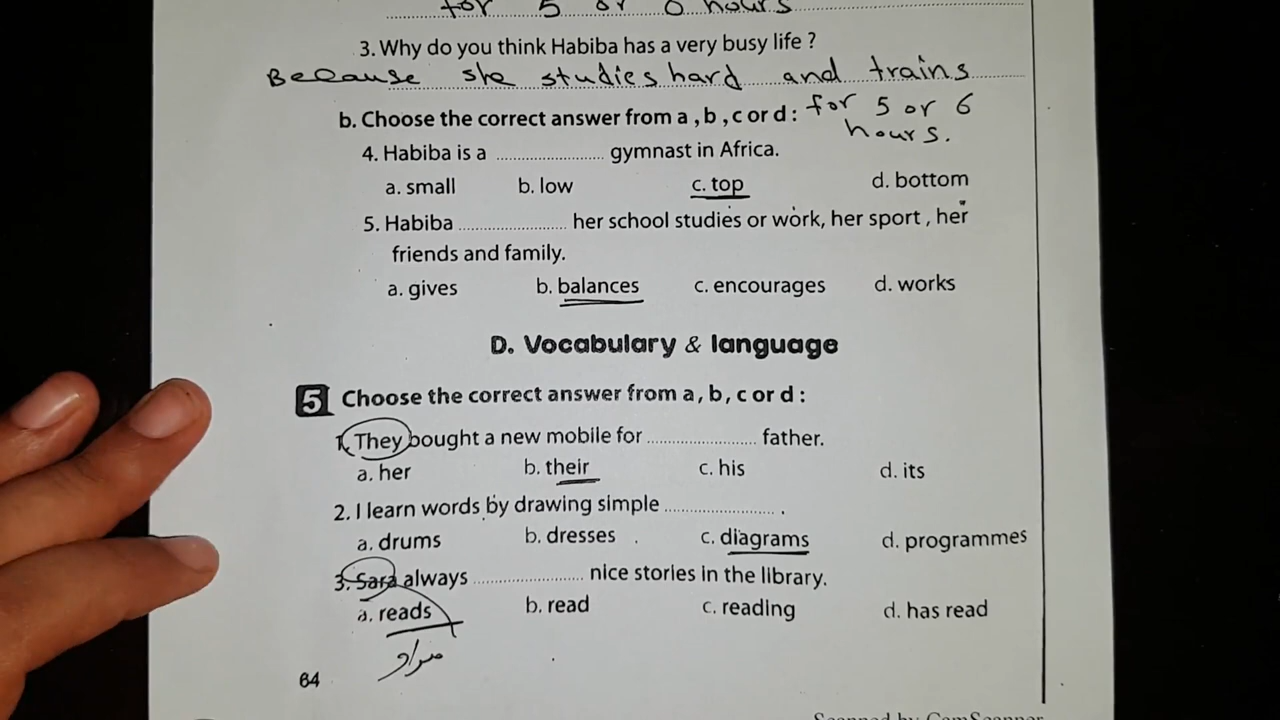 for 5 or 6 hours
3. Why do you think Habiba has a very busy life ?
Because she studies hard and trains
for 5 or 6
hours.
b. Choose the correct answer from a , b , c or d :
4. Habiba is a ........................ gymnast in Africa.
a. small b. low c. top d. bottom
5. Habiba ........................ her school studies or work, her sport , her
friends and family.
a. gives b. balances c. encourages d. works
D. Vocabulary & language
5 Choose the correct answer from a, b, c or d :
1. They bought a new mobile for ........................ father.
a. her b. their c. his d. its
2. I learn words by drawing simple ........................ .
a. drums b. dresses c. diagrams d. programmes
3. Sara always ........................ nice stories in the library.
a. reads b. read c. reading d. has read
64
Scanned by CamScanner